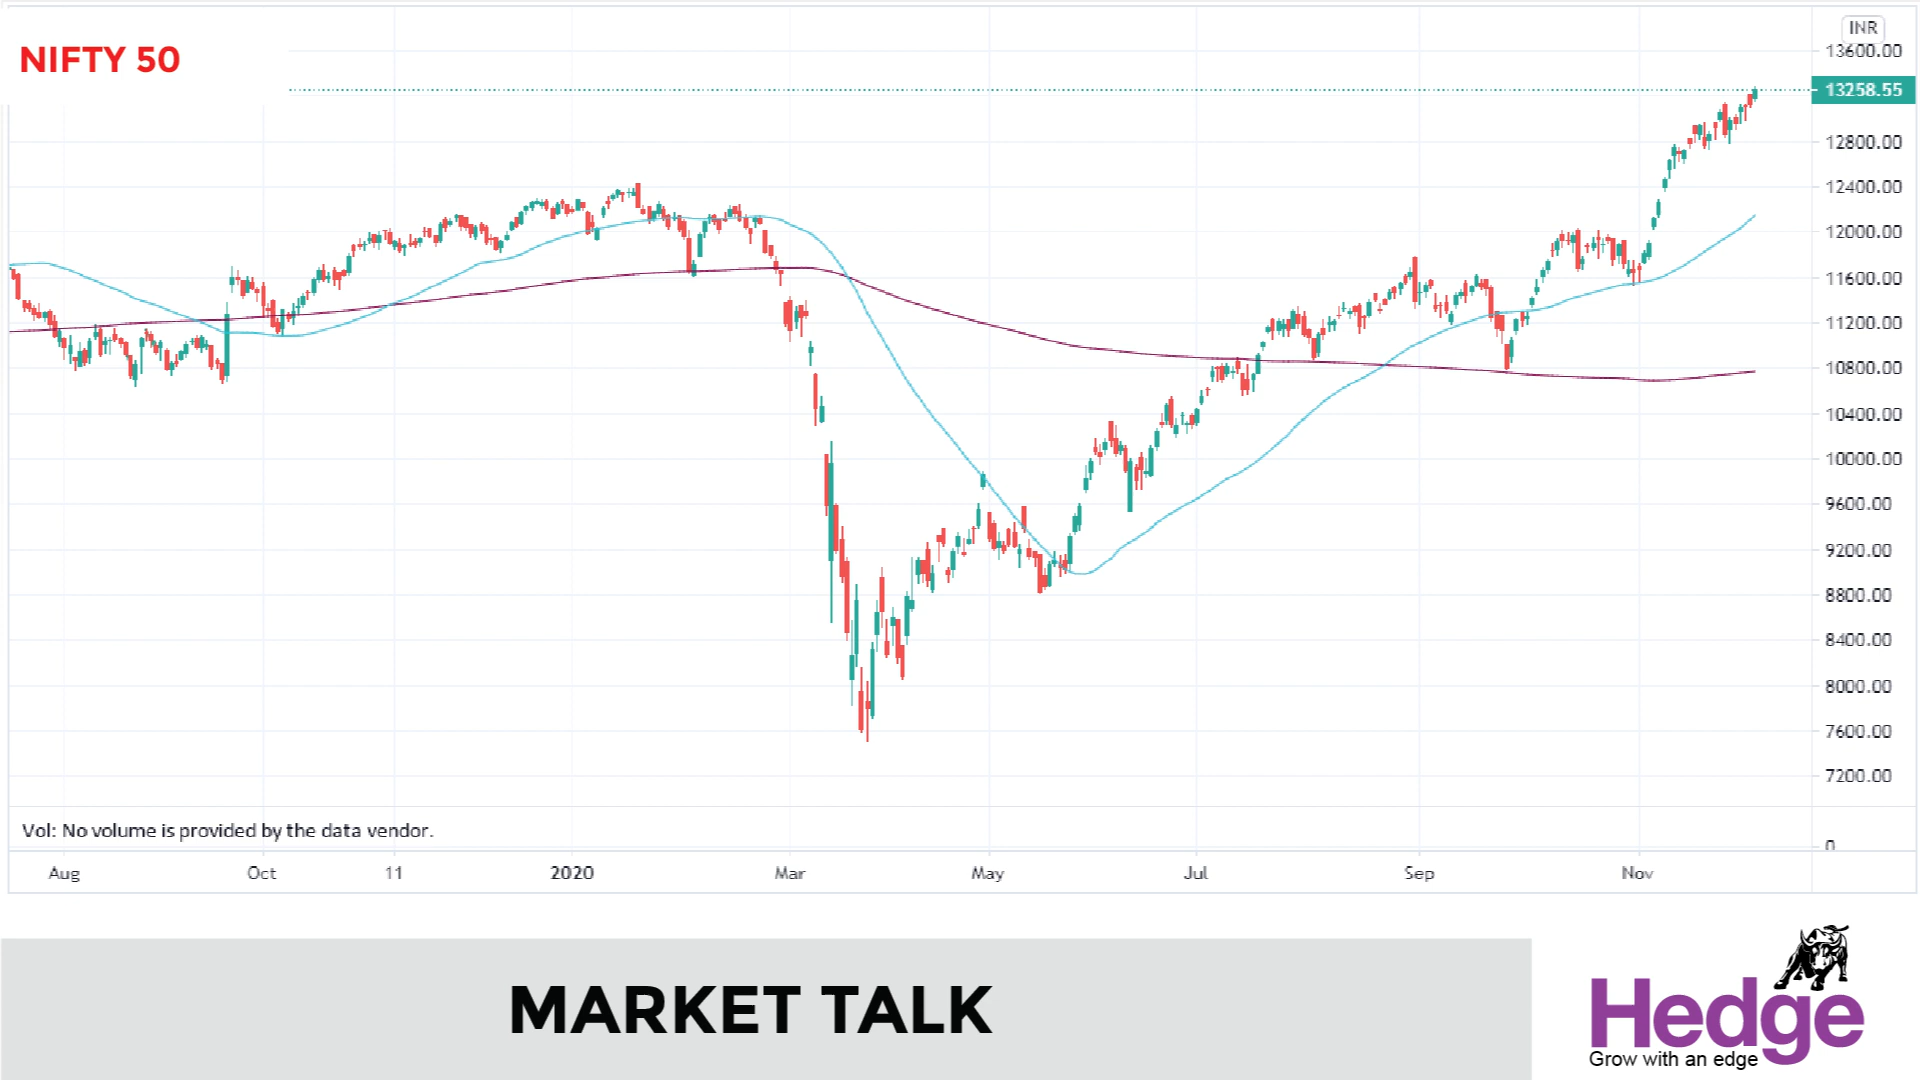 NIFTY 50
INR
13600.00
13258.55
12800.00
12400.00
12000.00
11600.00
11200.00
10800.00
10400.00
10000.00
9600.00
9200.00
8800.00
8400.00
8000.00
7600.00
7200.00
Vol: No volume is provided by the data vendor.
0
Aug Oct 11 2020 Mar May Jul Sep Nov
MARKET TALK
Hedge
Grow with an edge